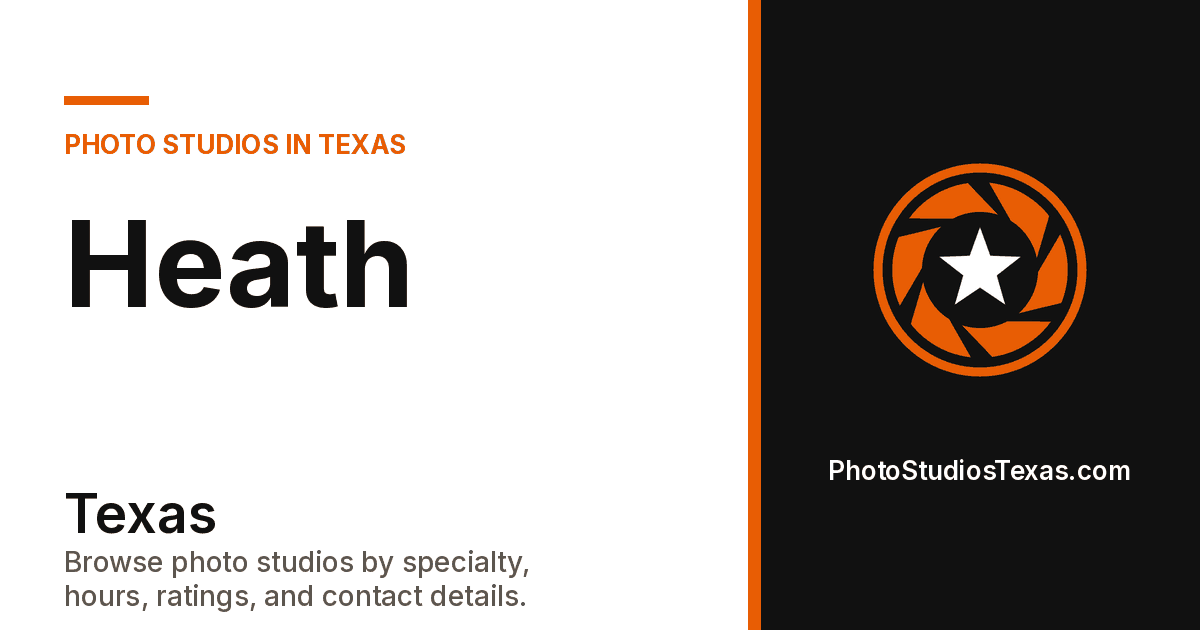 PHOTO STUDIOS IN TEXAS
Heath
Texas
Browse photo studios by specialty,
hours, ratings, and contact details.
PhotoStudiosTexas.com